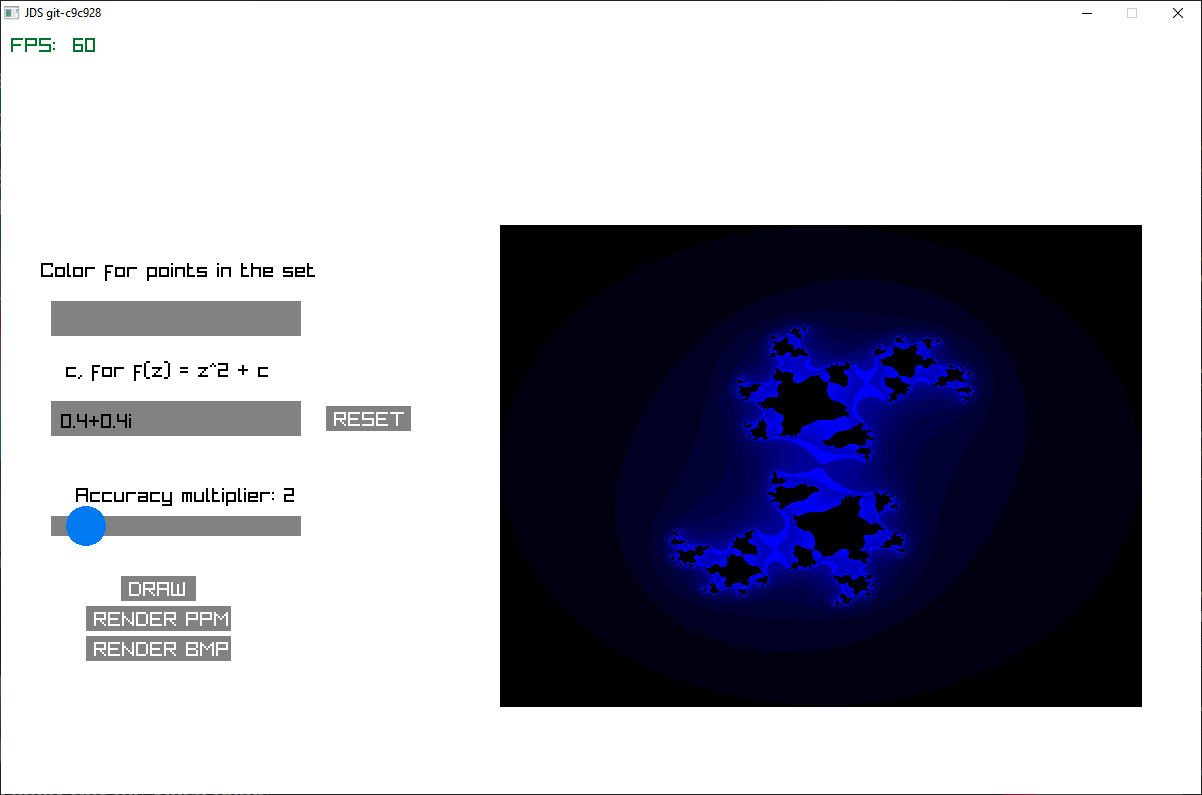 JDS git-c9c928
FPS: 60
Color for points in the set
c, for f(z) = z^2 + c
0.4+0.4i
RESET
Accuracy multiplier: 2
DRAW
RENDER PPM
RENDER BMP